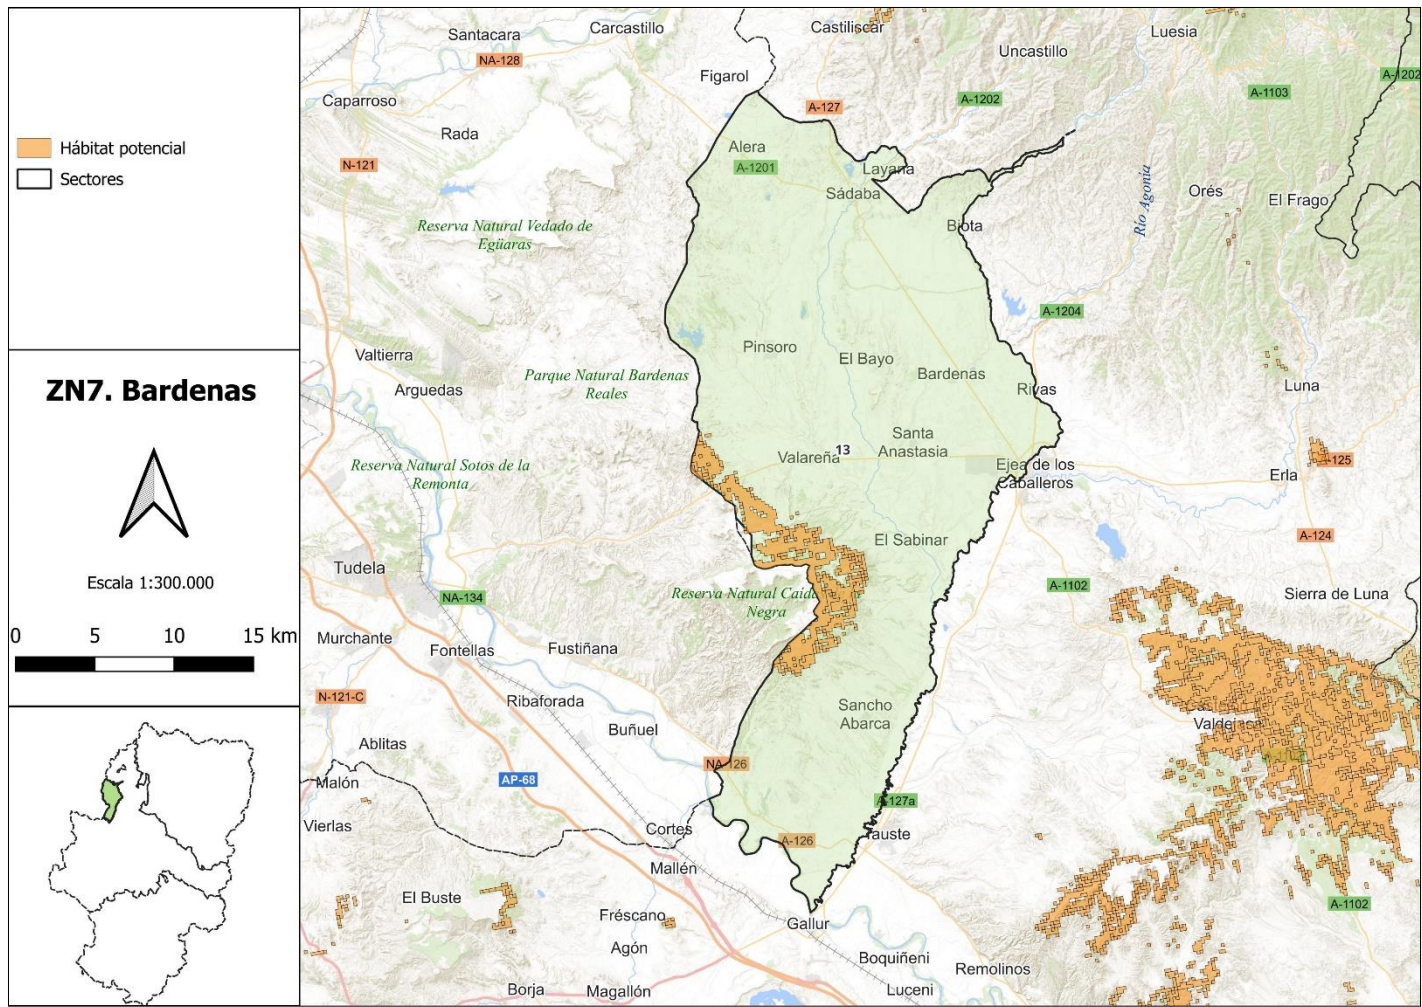 Hábitat potencial
Sectores
ZN7. Bardenas
Escala 1:300.000
0 5 10 15 km
Santacara
Carcastillo
Castiliscar
Luesia
Uncastillo
NA-128
Figarol
A-1202
Caparroso
A-127
A-1202
A-1103
Rada
Alera
N-121
A-1201
Layana
Sádaba
Orés
El Frago
Río Agonía
Reserva Natural Vedado de
Egüaras
Biota
A-1204
Valtierra
Pinsoro
El Bayo
Arguedas
Parque Natural Bardenas
Reales
Bardenas
Rivas
Luna
Santa
Anastasia
13
Valareña
Reserva Natural Sotos de la
Remonta
Ejea de los
Caballeros
-125
Erla
A-124
El Sabinar
Tudela
NA-134
Reserva Natural Caid
Negra
A-1102
Sierra de Luna
Murchante
Fontellas
Fustiñana
N-121-C
Ribaforada
Sancho
Abarca
Buñuel
Ablitas
NA-126
AP-68
Malón
A-127a
Vierlas
Cortes
A-126
Tauste
Mallén
El Buste
A-1102
Fréscano
Gallur
Agón
Boquiñeni
Remolinos
Borja
Magallón
Luceni